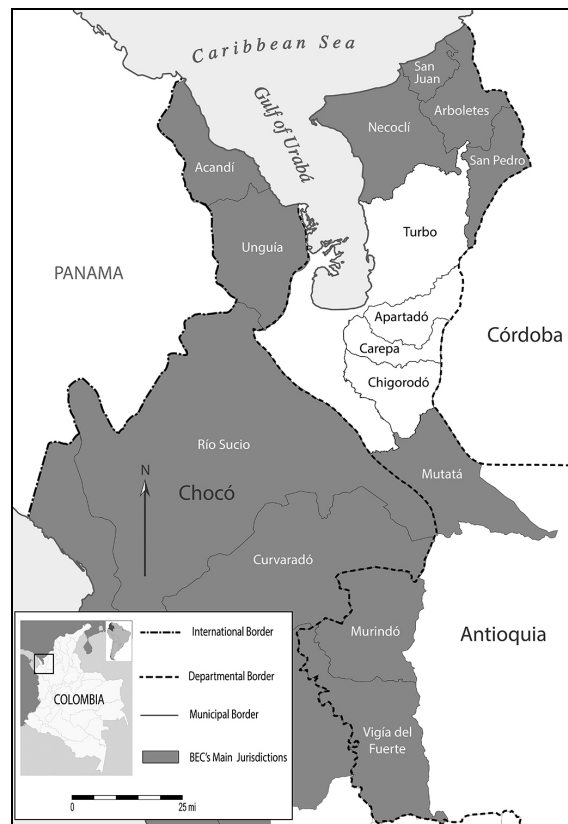 Caribbean Sea
Gulf of Urabá
San
Juan
Arboletes
Necoclí
San Pedro
Acandí
Turbo
Unguía
PANAMA
Apartadó
Córdoba
Carepa
Chigorodó
Río Sucio
Mutatá
N
Chocó
Curvaradó
Murindó
Antioquia
Vigía del
Fuerte
COLOMBIA
International Border
Departmental Border
Municipal Border
BEC's Main Jurisdictions
0
25 mi